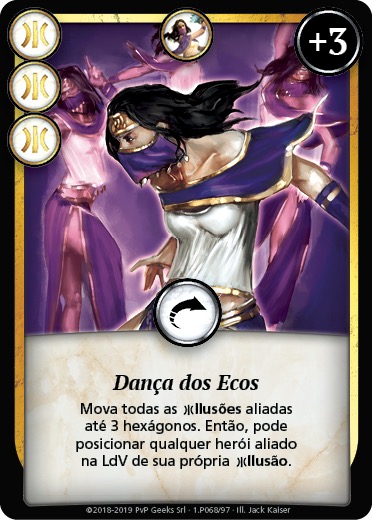 +3
Dança dos Ecos
Mova todas as Ilusões aliadas
até 3 hexágonos. Então, pode
posicionar qualquer herói aliado
na LdV de sua própria Ilusão.
©2018-2019 PvP Geeks Srl · 1.P068/97 · Ill. Jack Kaiser